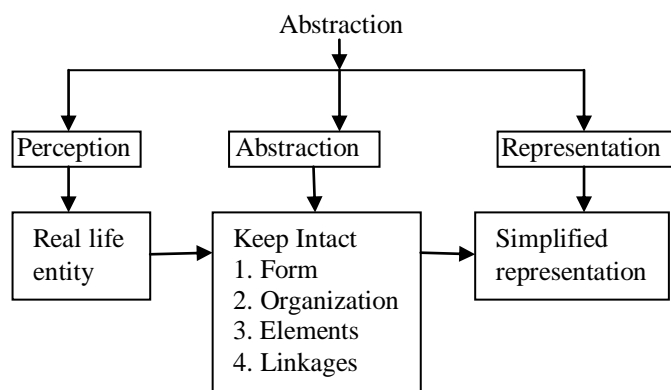 Abstraction
Perception
Abstraction
Representation
Real life
entity
Keep Intact
1. Form
2. Organization
3. Elements
4. Linkages
Simplified
representation